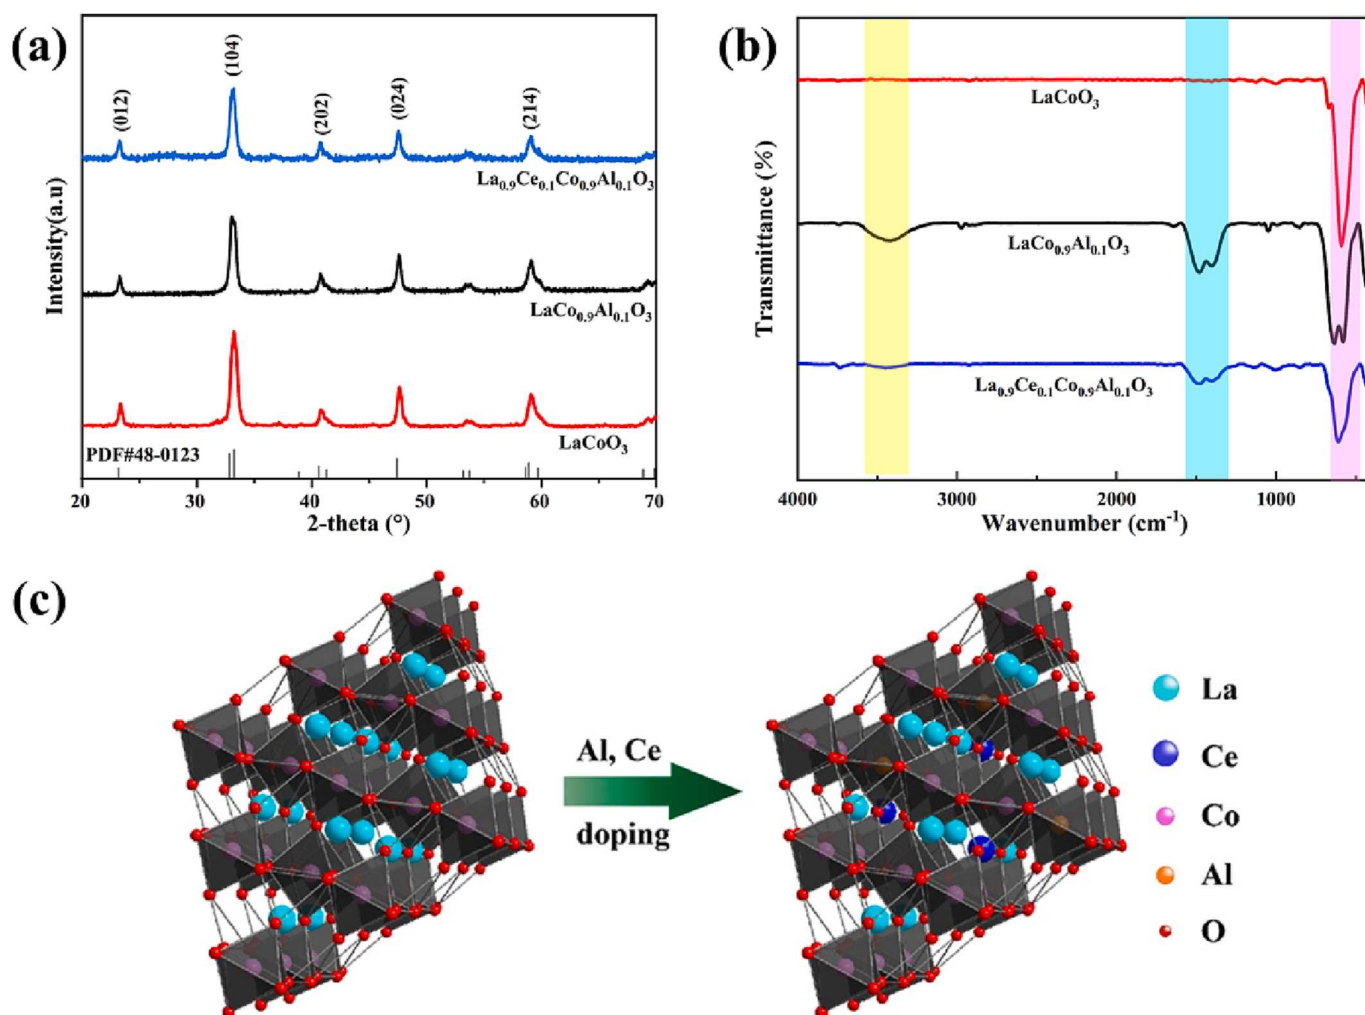 (a)
(012)
(104)
(202)
(024)
(214)
La₀.₉Ce₀.₁Co₀.₉Al₀.₁O₃
LaCo₀.₉Al₀.₁O₃
LaCoO₃
PDF#48-0123
Intensity(a.u)
20 30 40 50 60 70
2-theta (°)
(b)
LaCoO₃
LaCo₀.₉Al₀.₁O₃
La₀.₉Ce₀.₁Co₀.₉Al₀.₁O₃
Transmittance (%)
4000 3000 2000 1000
Wavenumber (cm⁻¹)
(c)
Al, Ce
doping
La
Ce
Co
Al
O